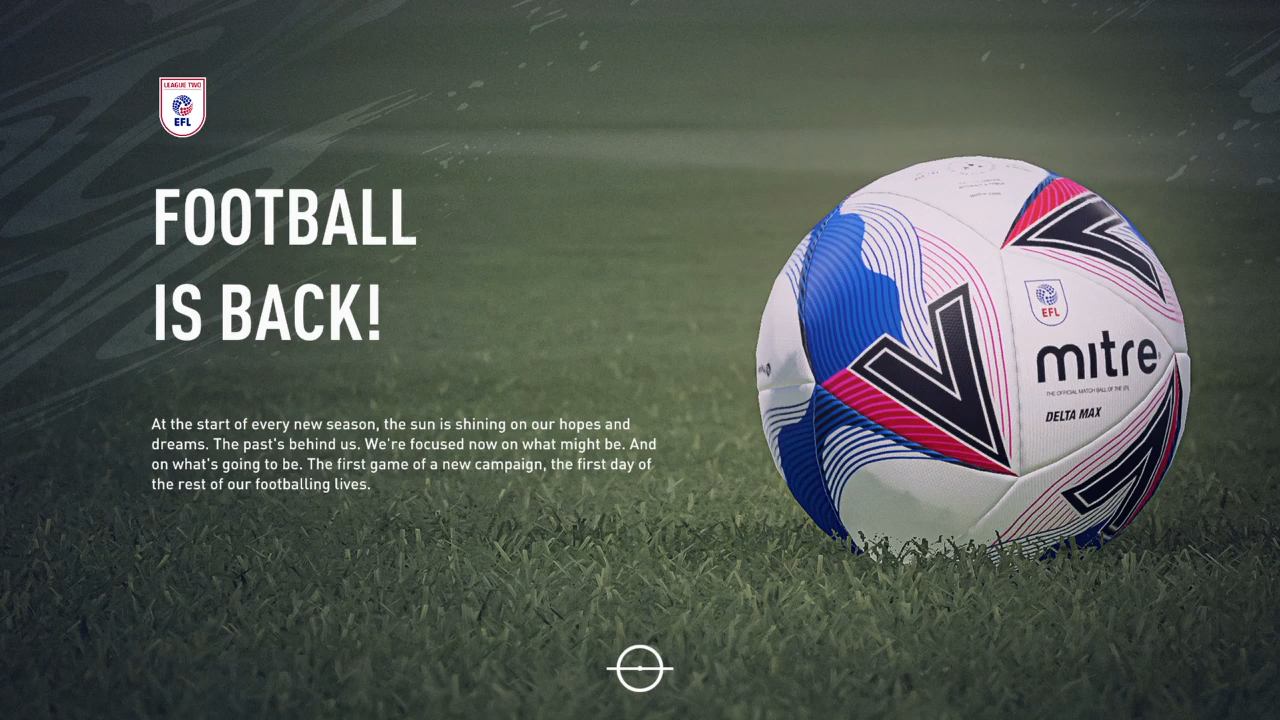 LEAGUE TWO
EFL
FOOTBALL
IS BACK!
At the start of every new season, the sun is shining on our hopes and
dreams. The past's behind us. We're focused now on what might be. And
on what's going to be. The first game of a new campaign, the first day of
the rest of our footballing lives.
EFL
mitre
THE OFFICIAL MATCH BALL OF THE EFL
DELTA MAX